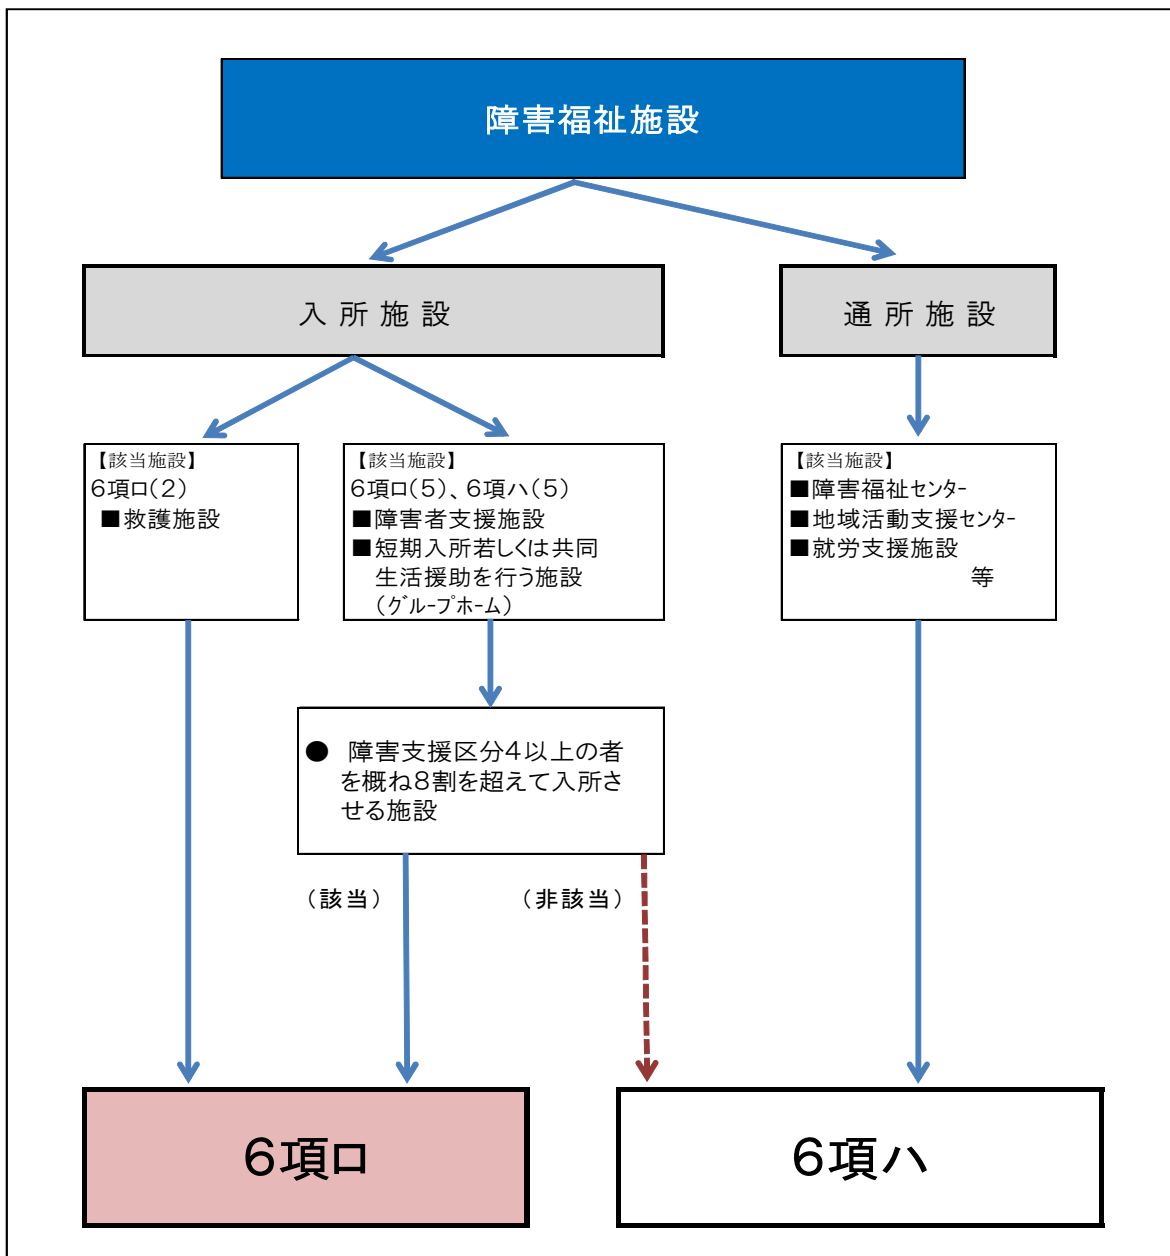 障害福祉施設
入所施設
通所施設
【該当施設】
6項ロ(2)
■救護施設
【該当施設】
6項ロ(5)、6項ハ(5)
■障害者支援施設
■短期入所若しくは共同
生活援助を行う施設
(グループホーム)
【該当施設】
■障害福祉センター
■地域活動支援センター
■就労支援施設
等
● 障害支援区分4以上の者
を概ね8割を超えて入所さ
せる施設
(該当)
(非該当)
6項ロ
6項ハ